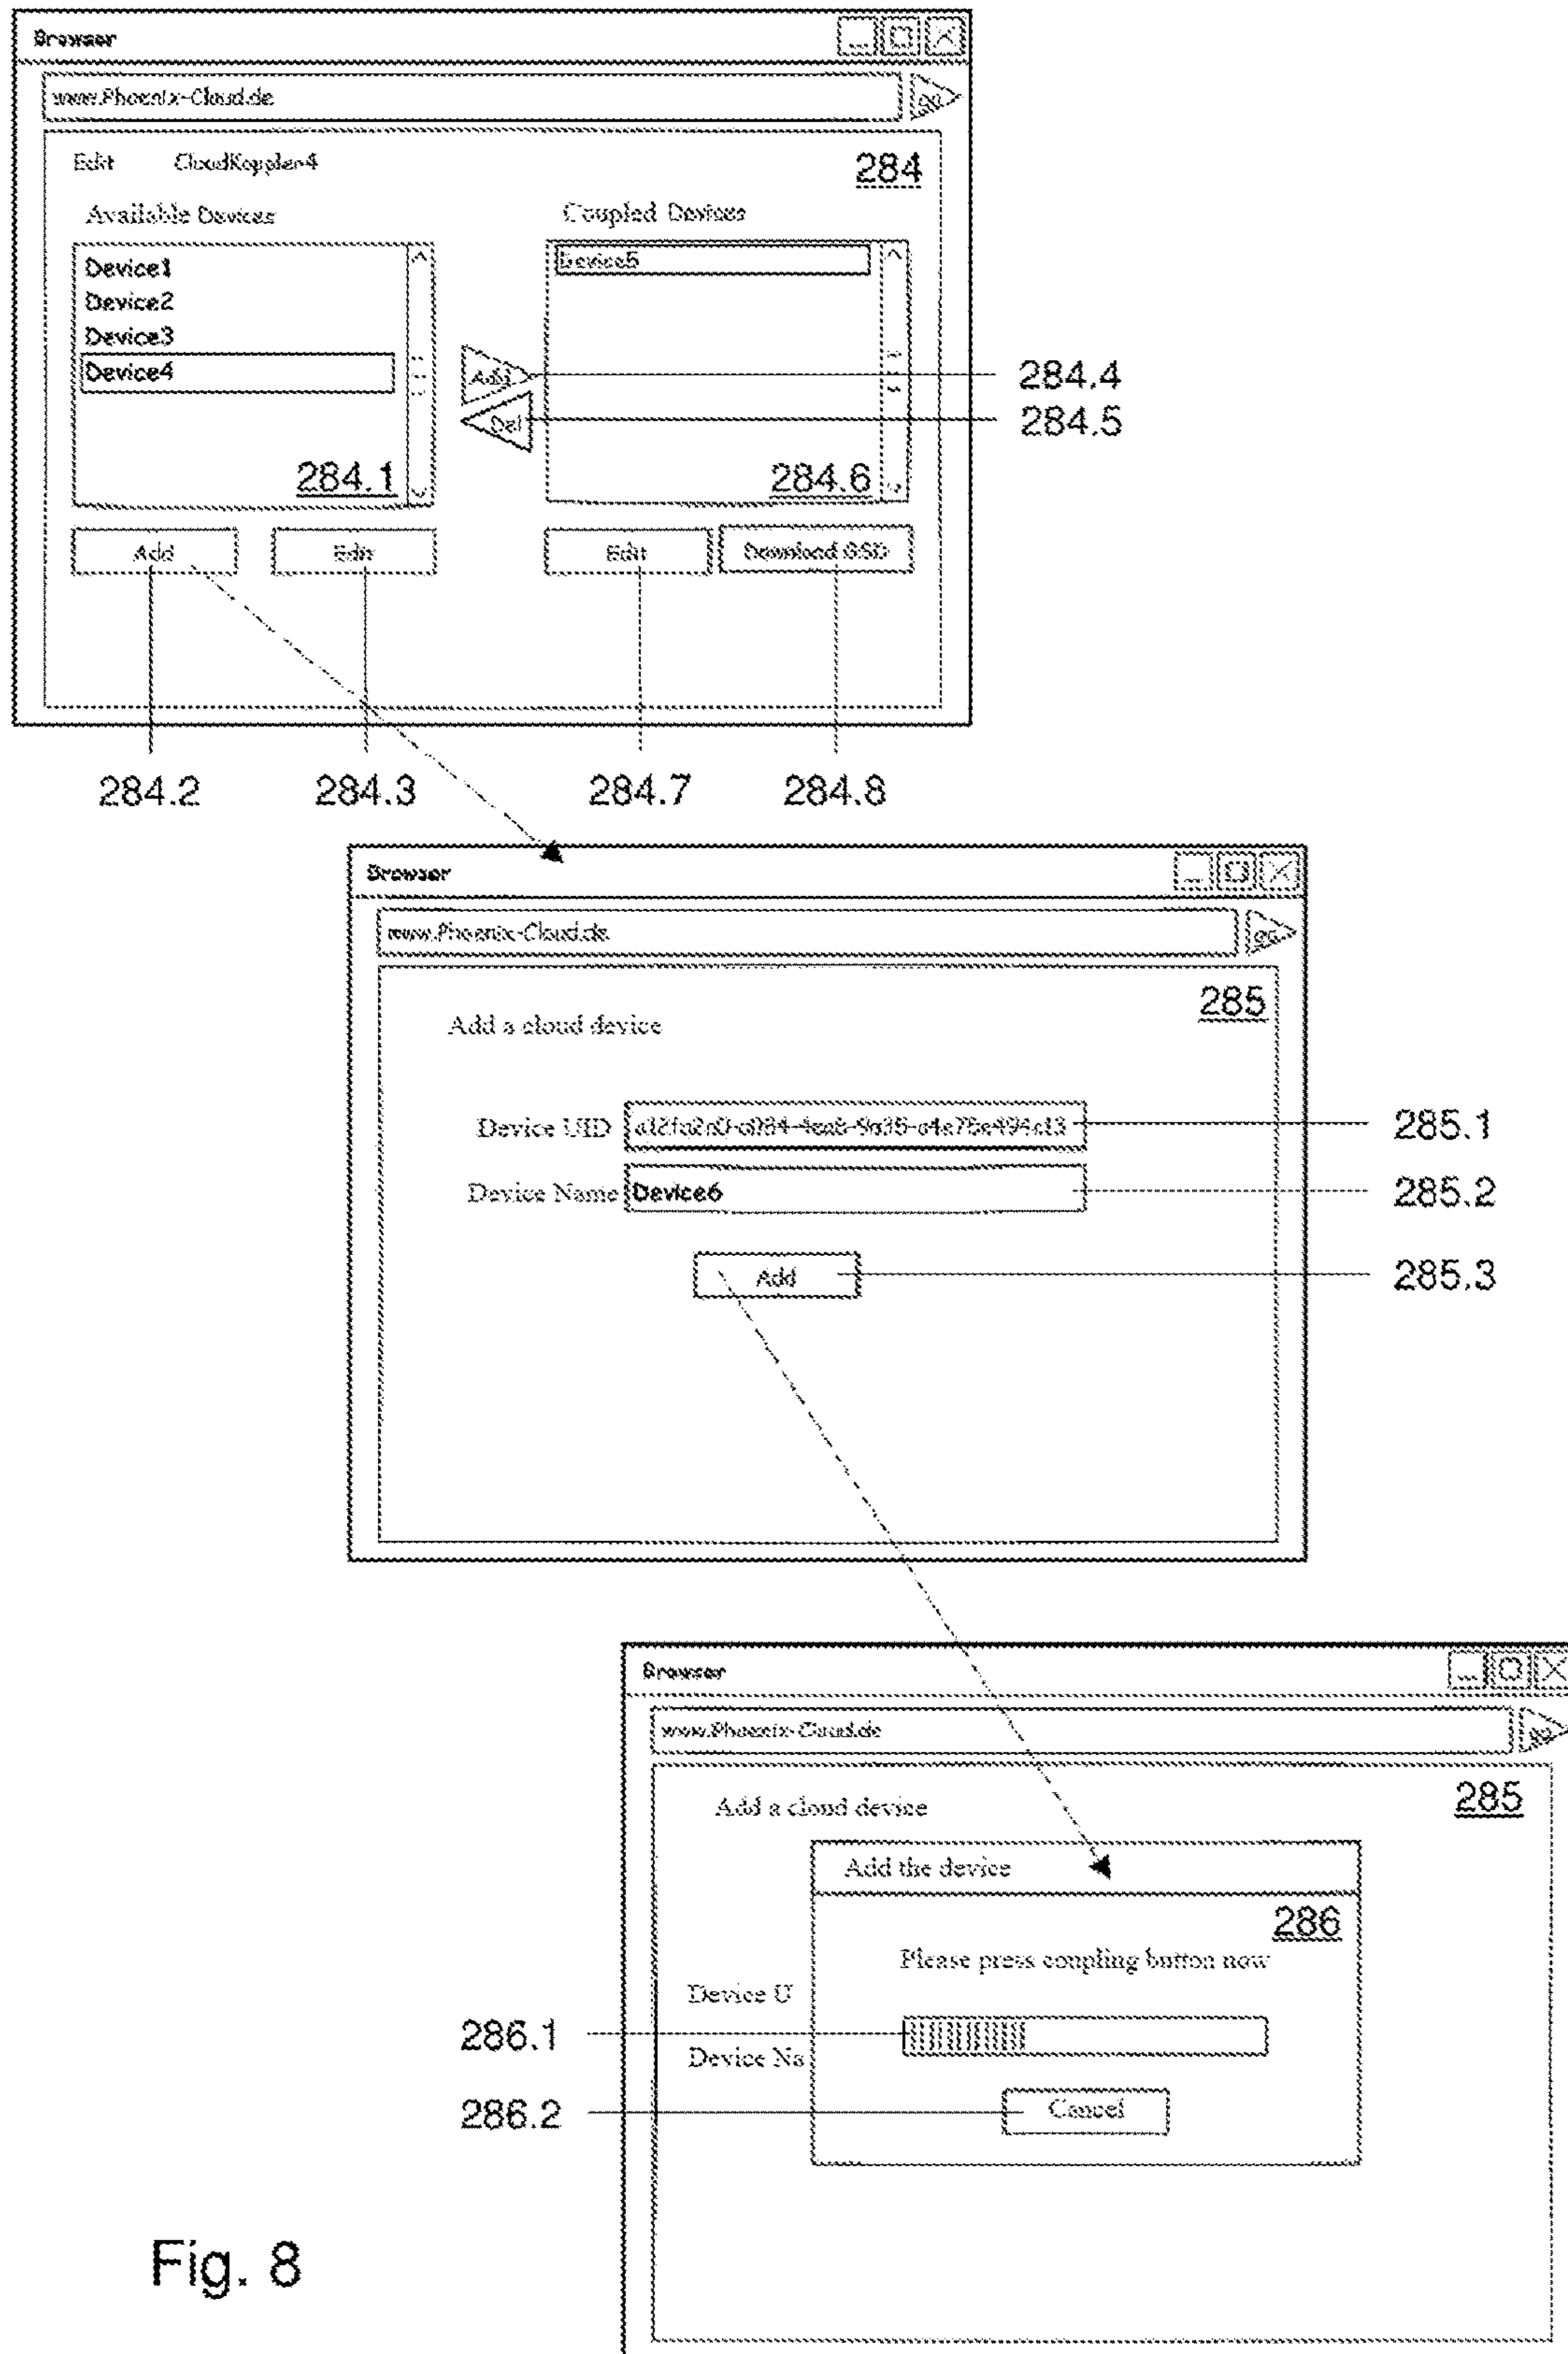 Browser
www.Phoenix-Cloud.de
go
Edit CloudKoppler4
284
Available Devices
Coupled Devices
Device1
Device2
Device3
Device4
Device5
Add
Del
284.4
284.5
284.1
284.6
Add
Edit
Edit
Download GSD
284.2
284.3
284.7
284.8
Browser
www.Phoenix-Cloud.de
go
285
Add a cloud device
Device UID
285.1
Device Name Device6
285.2
Add
285.3
Browser
www.Phoenix-Cloud.de
go
285
Add a cloud device
Add the device
286
Please press coupling button now
Device U
286.1
Device Na
286.2
Cancel
Fig. 8